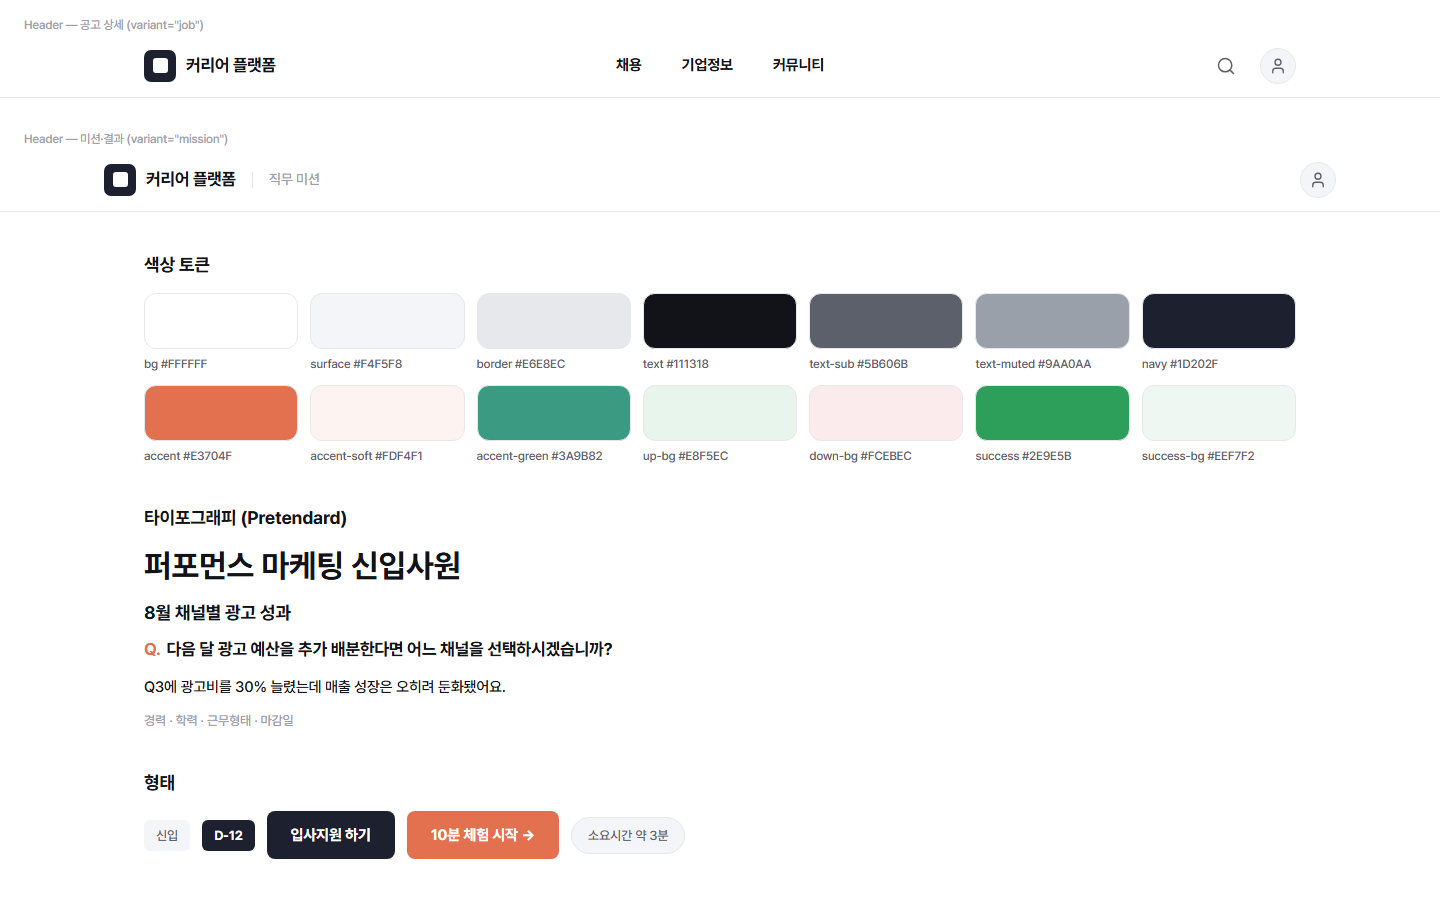 Header — 공고 상세 (variant="job")
커리어 플랫폼 채용 기업정보 커뮤니티
Header — 미션·결과 (variant="mission")
커리어 플랫폼 직무 미션
색상 토큰
bg #FFFFFF surface #F4F5F8 border #E6E8EC text #111318 text-sub #5B606B text-muted #9AA0AA navy #1D202F
accent #E3704F accent-soft #FDF4F1 accent-green #3A9B82 up-bg #E8F5EC down-bg #FCEBEC success #2E9E5B success-bg #EEF7F2
타이포그래피 (Pretendard)
퍼포먼스 마케팅 신입사원
8월 채널별 광고 성과
Q. 다음 달 광고 예산을 추가 배분한다면 어느 채널을 선택하시겠습니까?
Q3에 광고비를 30% 늘렸는데 매출 성장은 오히려 둔화됐어요.
경력 · 학력 · 근무형태 · 마감일
형태
신입 D-12 입사지원 하기 10분 체험 시작 → 소요시간 약 3분